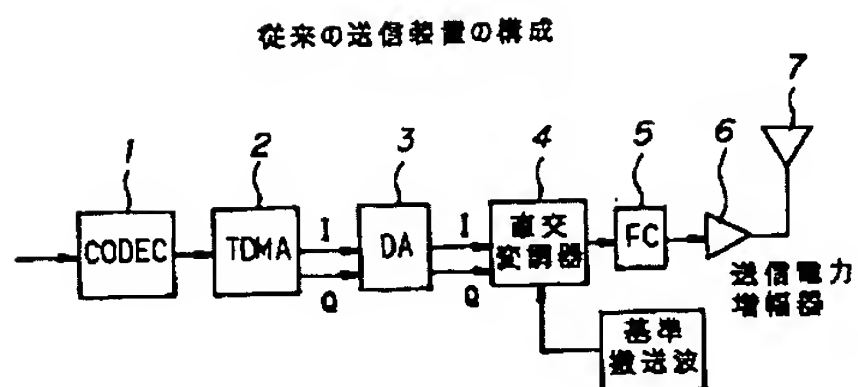 従来の送信装置の構成
1
2
3
4
5
6
7
CODEC
TDMA
I
Q
DA
I
Q
直交
変調器
FC
送信電力
増幅器
基準
搬送波